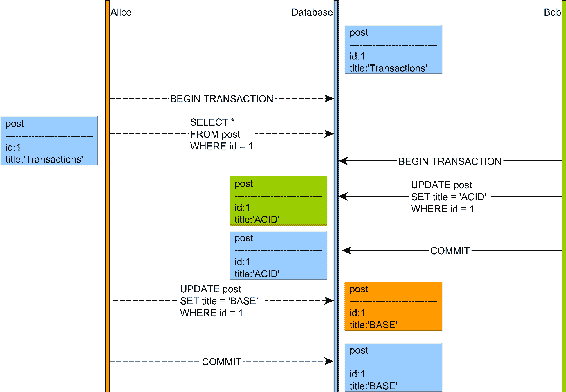 Alice
Database
Bob
post
--------------------------
id:1
title:'Transactions'
BEGIN TRANSACTION
SELECT *
FROM post
WHERE id = 1
post
--------------------------
id:1
title:'Transactions'
BEGIN TRANSACTION
UPDATE post
SET title = 'ACID'
WHERE id = 1
post
--------------------------
id:1
title:'ACID'
post
--------------------------
id:1
title:'ACID'
COMMIT
UPDATE post
SET title = 'BASE'
WHERE id = 1
post
--------------------------
id:1
title:'BASE'
COMMIT
post
--------------------------
id:1
title:'BASE'